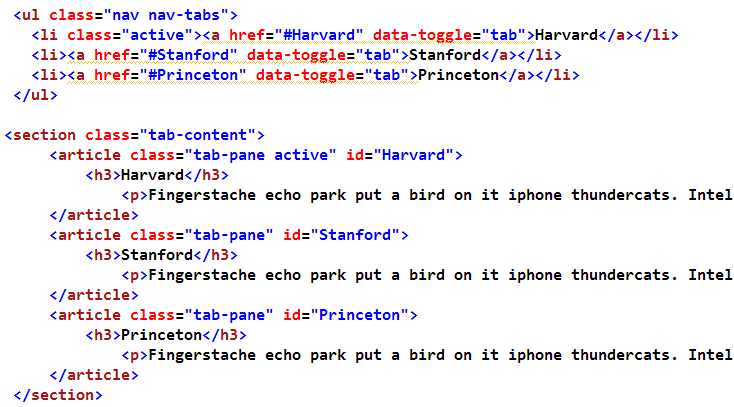 <ul class="nav nav-tabs">
<li class="active"><a href="#Harvard" data-toggle="tab">Harvard</a></li>
<li><a href="#Stanford" data-toggle="tab">Stanford</a></li>
<li><a href="#Princeton" data-toggle="tab">Princeton</a></li>
</ul>
<section class="tab-content">
<article class="tab-pane active" id="Harvard">
<h3>Harvard</h3>
<p>Fingerstache echo park put a bird on it iphone thundercats. Intel
</article>
<article class="tab-pane" id="Stanford">
<h3>Stanford</h3>
<p>Fingerstache echo park put a bird on it iphone thundercats. Intel
</article>
<article class="tab-pane" id="Princeton">
<h3>Princeton</h3>
<p>Fingerstache echo park put a bird on it iphone thundercats. Intel
</article>
</section>